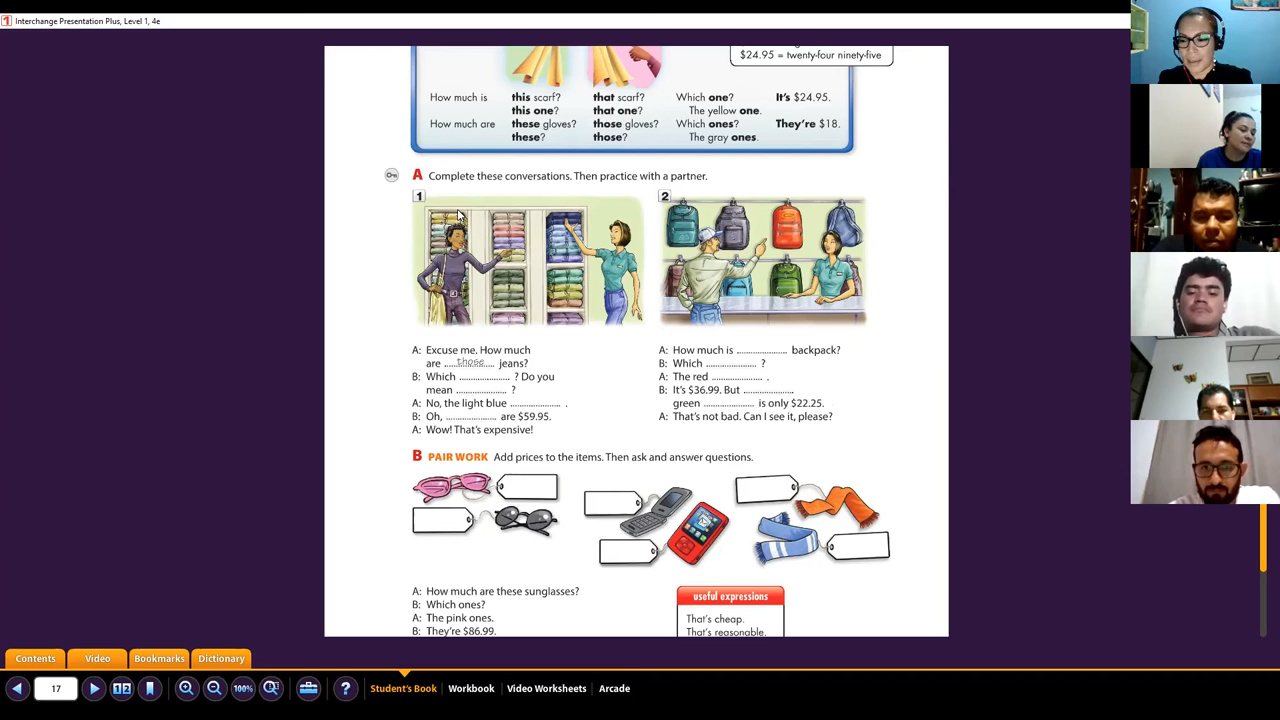 1 Interchange Presentation Plus, Level 1, 4e
$24.95 = twenty-four ninety-five
How much is this scarf? that scarf? Which one? It's $24.95.
this one? that one? The yellow one.
How much are these gloves? those gloves? Which ones? They're $18.
these? those? The gray ones.
A Complete these conversations. Then practice with a partner.
1
A: Excuse me. How much
are .....those..... jeans?
B: Which .................... ? Do you
mean .................... ?
A: No, the light blue .................... .
B: Oh, .................... are $59.95.
A: Wow! That's expensive!
2
A: How much is .................... backpack?
B: Which .................... ?
A: The red .................... .
B: It's $36.99. But ....................
green .................... is only $22.25.
A: That's not bad. Can I see it, please?
B PAIR WORK Add prices to the items. Then ask and answer questions.
A: How much are these sunglasses?
B: Which ones?
A: The pink ones.
B: They're $86.99.
useful expressions
That's cheap.
That's reasonable.
Contents Video Bookmarks Dictionary
17 1 2 100% ? Student's Book Workbook Video Worksheets Arcade